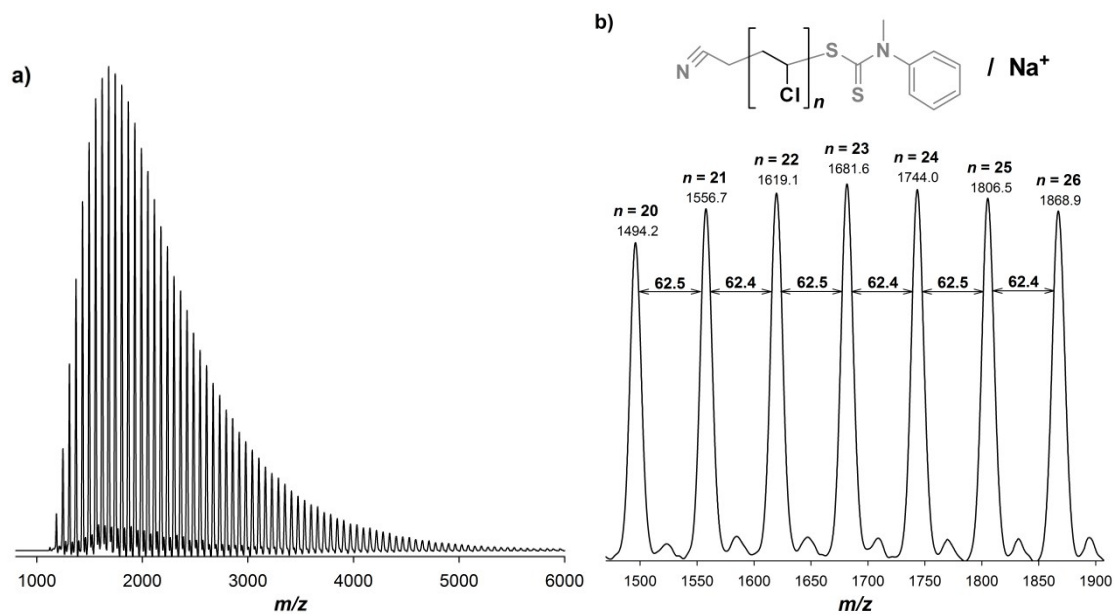 a)
1000 2000 3000 4000 5000 6000
m/z
b)
N S N S Cl n / Na+
n = 20
1494.2
n = 21
1556.7
n = 22
1619.1
n = 23
1681.6
n = 24
1744.0
n = 25
1806.5
n = 26
1868.9
62.5 62.4 62.5 62.4 62.5 62.4
1500 1550 1600 1650 1700 1750 1800 1850 1900
m/z